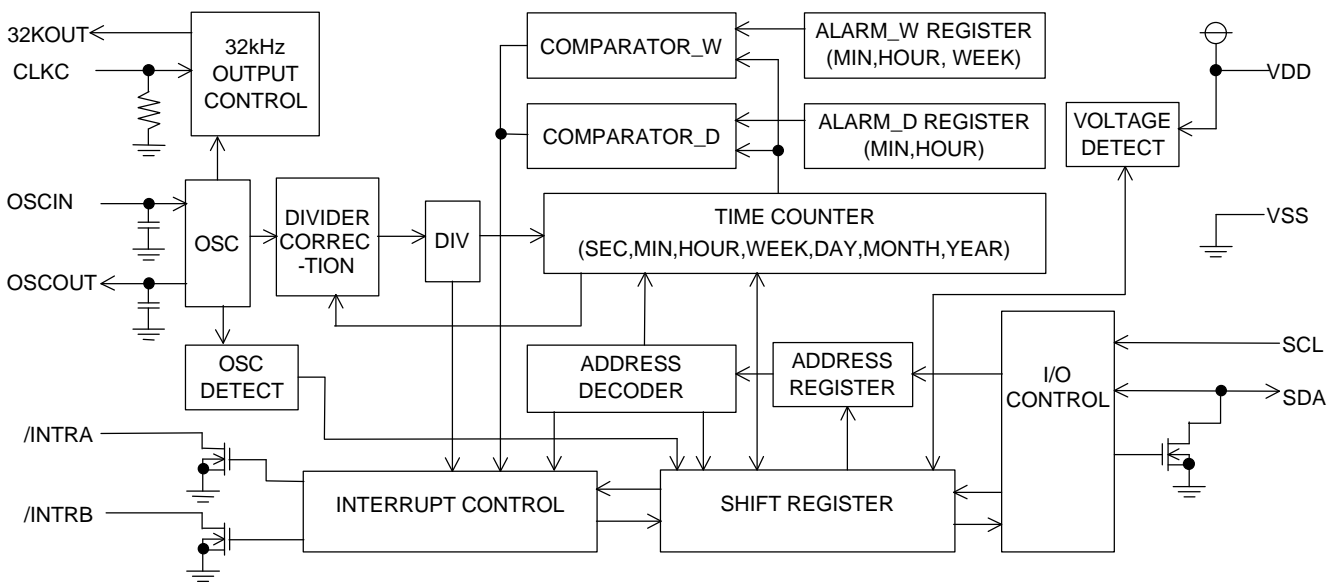 32KOUT
CLKC
32kHz
OUTPUT
CONTROL
COMPARATOR_W
ALARM_W REGISTER
(MIN,HOUR, WEEK)
VDD
COMPARATOR_D
ALARM_D REGISTER
(MIN,HOUR)
VOLTAGE
DETECT
OSCIN
OSCOUT
OSC
DIVIDER
CORREC
-TION
DIV
TIME COUNTER
(SEC,MIN,HOUR,WEEK,DAY,MONTH,YEAR)
VSS
OSC
DETECT
ADDRESS
DECODER
ADDRESS
REGISTER
I/O
CONTROL
SCL
SDA
/INTRA
/INTRB
INTERRUPT CONTROL
SHIFT REGISTER